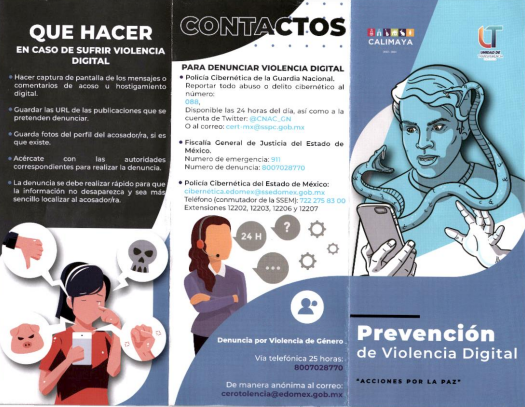 QUE HACER
EN CASO DE SUFRIR VIOLENCIA
DIGITAL
Hacer captura de pantalla de los mensajes o
comentarios de acoso u hostigamiento
digital.
Guardar las URL de las publicaciones que se
pretenden denunciar.
Guarda fotos del perfil del acosador/ra, si es
que existe.
Acércate con las autoridades
correspondientes para realizar la denuncia.
La denuncia se debe realizar rápido para que
la información no desaparezca y sea más
sencillo localizar al acosador/ra.
CONTACTOS
PARA DENUNCIAR VIOLENCIA DIGITAL
Policía Cibernética de la Guardia Nacional.
Reportar todo abuso o delito cibernético al
número:
088,
Disponible las 24 horas del día, así como a la
cuenta de Twitter: @CNAC_GN
O al correo: cert-mx@sspc.gob.mx
Fiscalía General de Justicia del Estado de
México.
Numero de emergencia: 911
Numero de denuncia: 8007028770
Policía Cibernética del Estado de México:
cibernetica.edomex@ssedomex.gob.mx
Teléfono (conmutador de la SSEM): 722 275 83 00
Extensiones 12202, 12203, 12206 y 12207
24 H
?
Denuncia por Violencia de Género
Vía telefónica 25 horas:
8007028770
De manera anónima al correo:
cerotolencia@edomex.gob.mx
CALIMAYA
UT
UNIDAD DE
Prevención
de Violencia Digital
"ACCIONES POR LA PAZ"